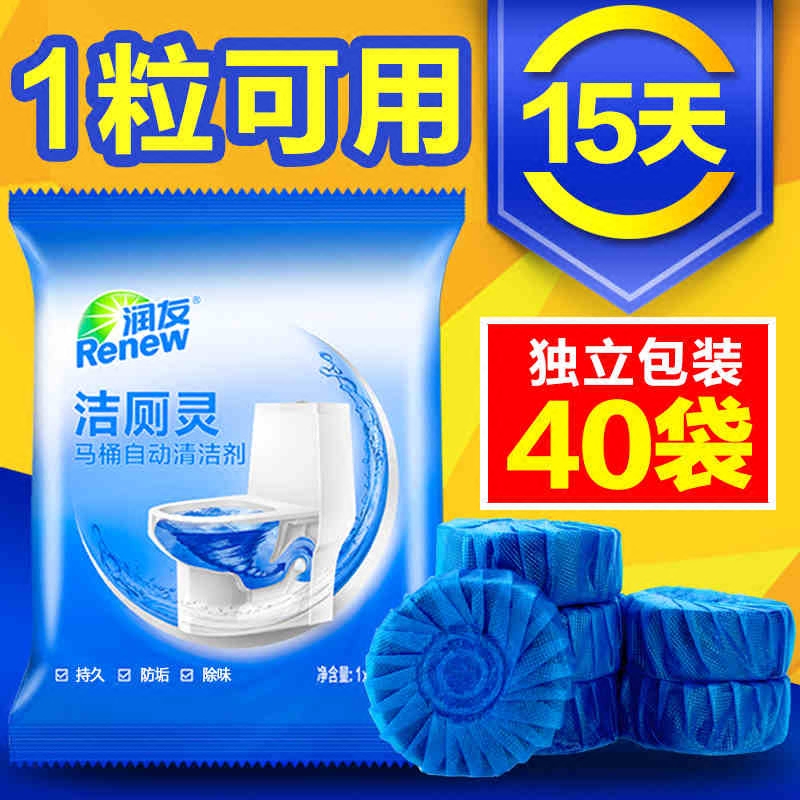 1粒可用
15天
润友®
Renew
洁厕灵
马桶自动清洁剂
独立包装
40袋
持久 防垢 除味
净含量: 1x